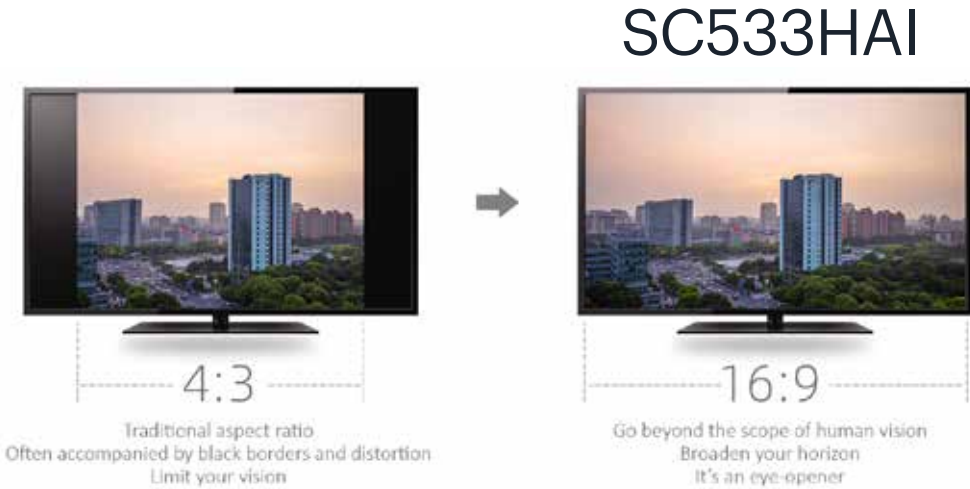 SC533HAI
4:3
Traditional aspect ratio
Often accompanied by black borders and distortion
Limit your vision
16:9
Go beyond the scope of human vision
Broaden your horizon
It's an eye-opener